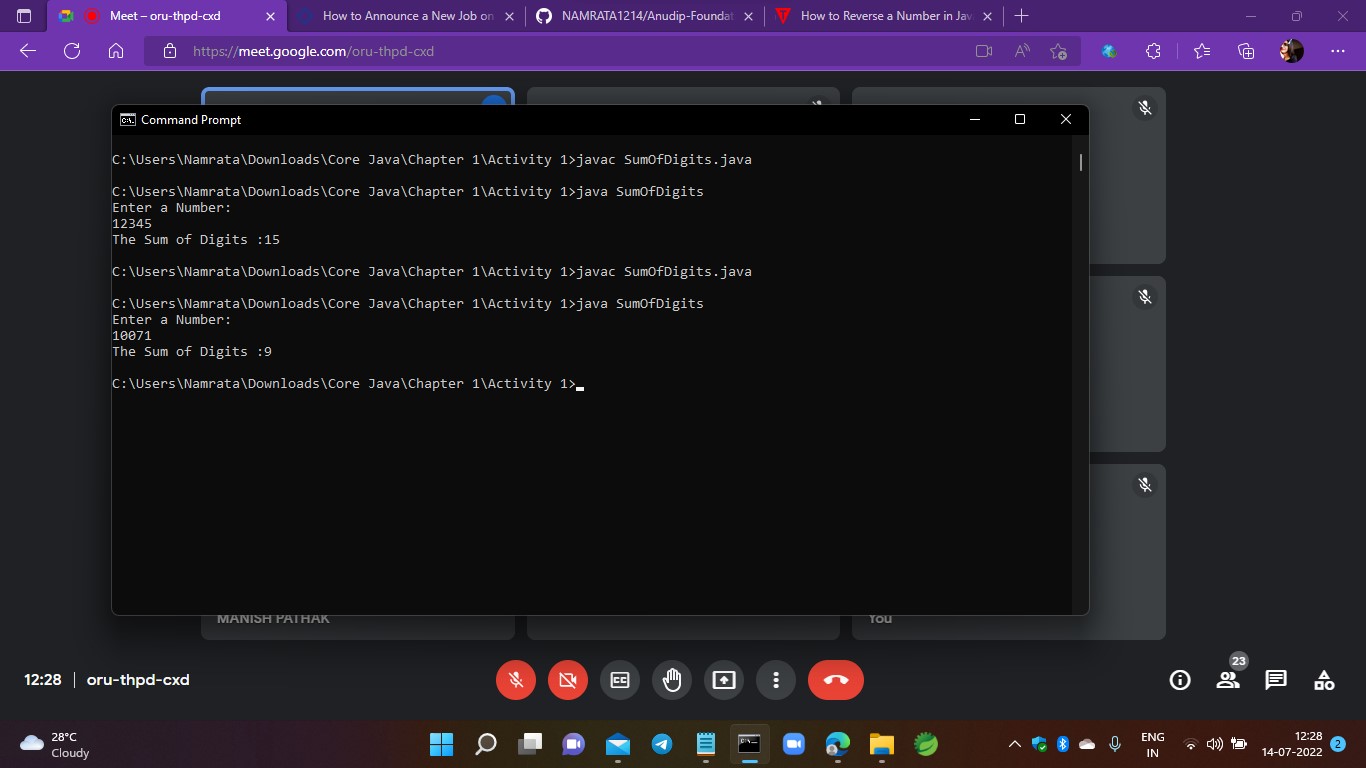 Meet – oru-thpd-cxd
How to Announce a New Job on
NAMRATA1214/Anudip-Foundat
How to Reverse a Number in Jav
https://meet.google.com/oru-thpd-cxd
Command Prompt
C:\Users\Namrata\Downloads\Core Java\Chapter 1\Activity 1>javac SumOfDigits.java
C:\Users\Namrata\Downloads\Core Java\Chapter 1\Activity 1>java SumOfDigits
Enter a Number:
12345
The Sum of Digits :15
C:\Users\Namrata\Downloads\Core Java\Chapter 1\Activity 1>javac SumOfDigits.java
C:\Users\Namrata\Downloads\Core Java\Chapter 1\Activity 1>java SumOfDigits
Enter a Number:
10071
The Sum of Digits :9
C:\Users\Namrata\Downloads\Core Java\Chapter 1\Activity 1>
MANISH PATHAK
You
12:28 | oru-thpd-cxd
23
28°C
Cloudy
ENG
IN
12:28
14-07-2022
2